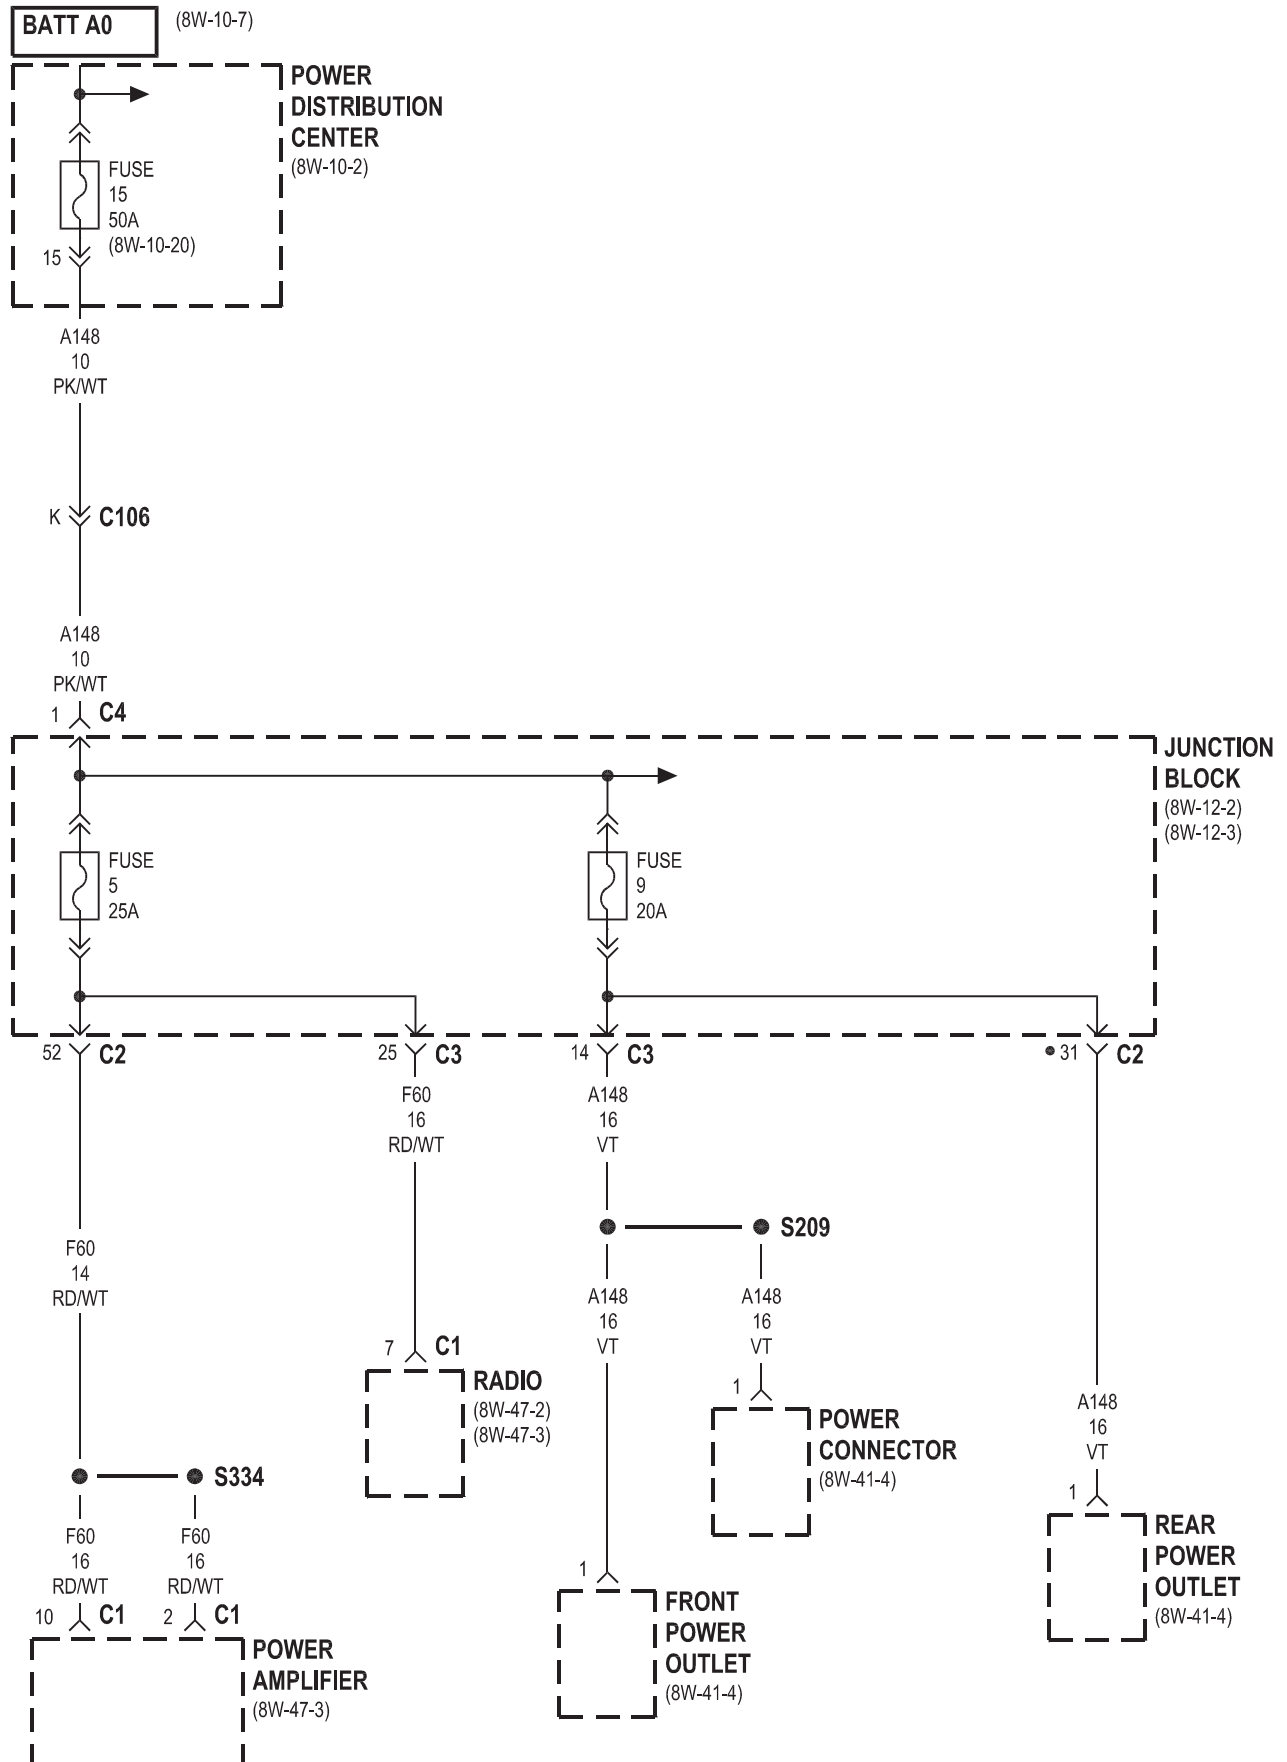 BATT A0
(8W-10-7)
POWER
DISTRIBUTION
CENTER
(8W-10-2)
FUSE
15
50A
(8W-10-20)
15
A148
10
PK/WT
K
C106
A148
10
PK/WT
1
C4
JUNCTION
BLOCK
(8W-12-2)
(8W-12-3)
FUSE
5
25A
FUSE
9
20A
52
C2
25
C3
14
C3
31
C2
F60
16
RD/WT
A148
16
VT
S209
F60
14
RD/WT
A148
16
VT
A148
16
VT
7
C1
RADIO
(8W-47-2)
(8W-47-3)
1
POWER
CONNECTOR
(8W-41-4)
A148
16
VT
S334
1
REAR
POWER
OUTLET
(8W-41-4)
F60
16
RD/WT
F60
16
RD/WT
10
C1
2
C1
1
FRONT
POWER
OUTLET
(8W-41-4)
POWER
AMPLIFIER
(8W-47-3)